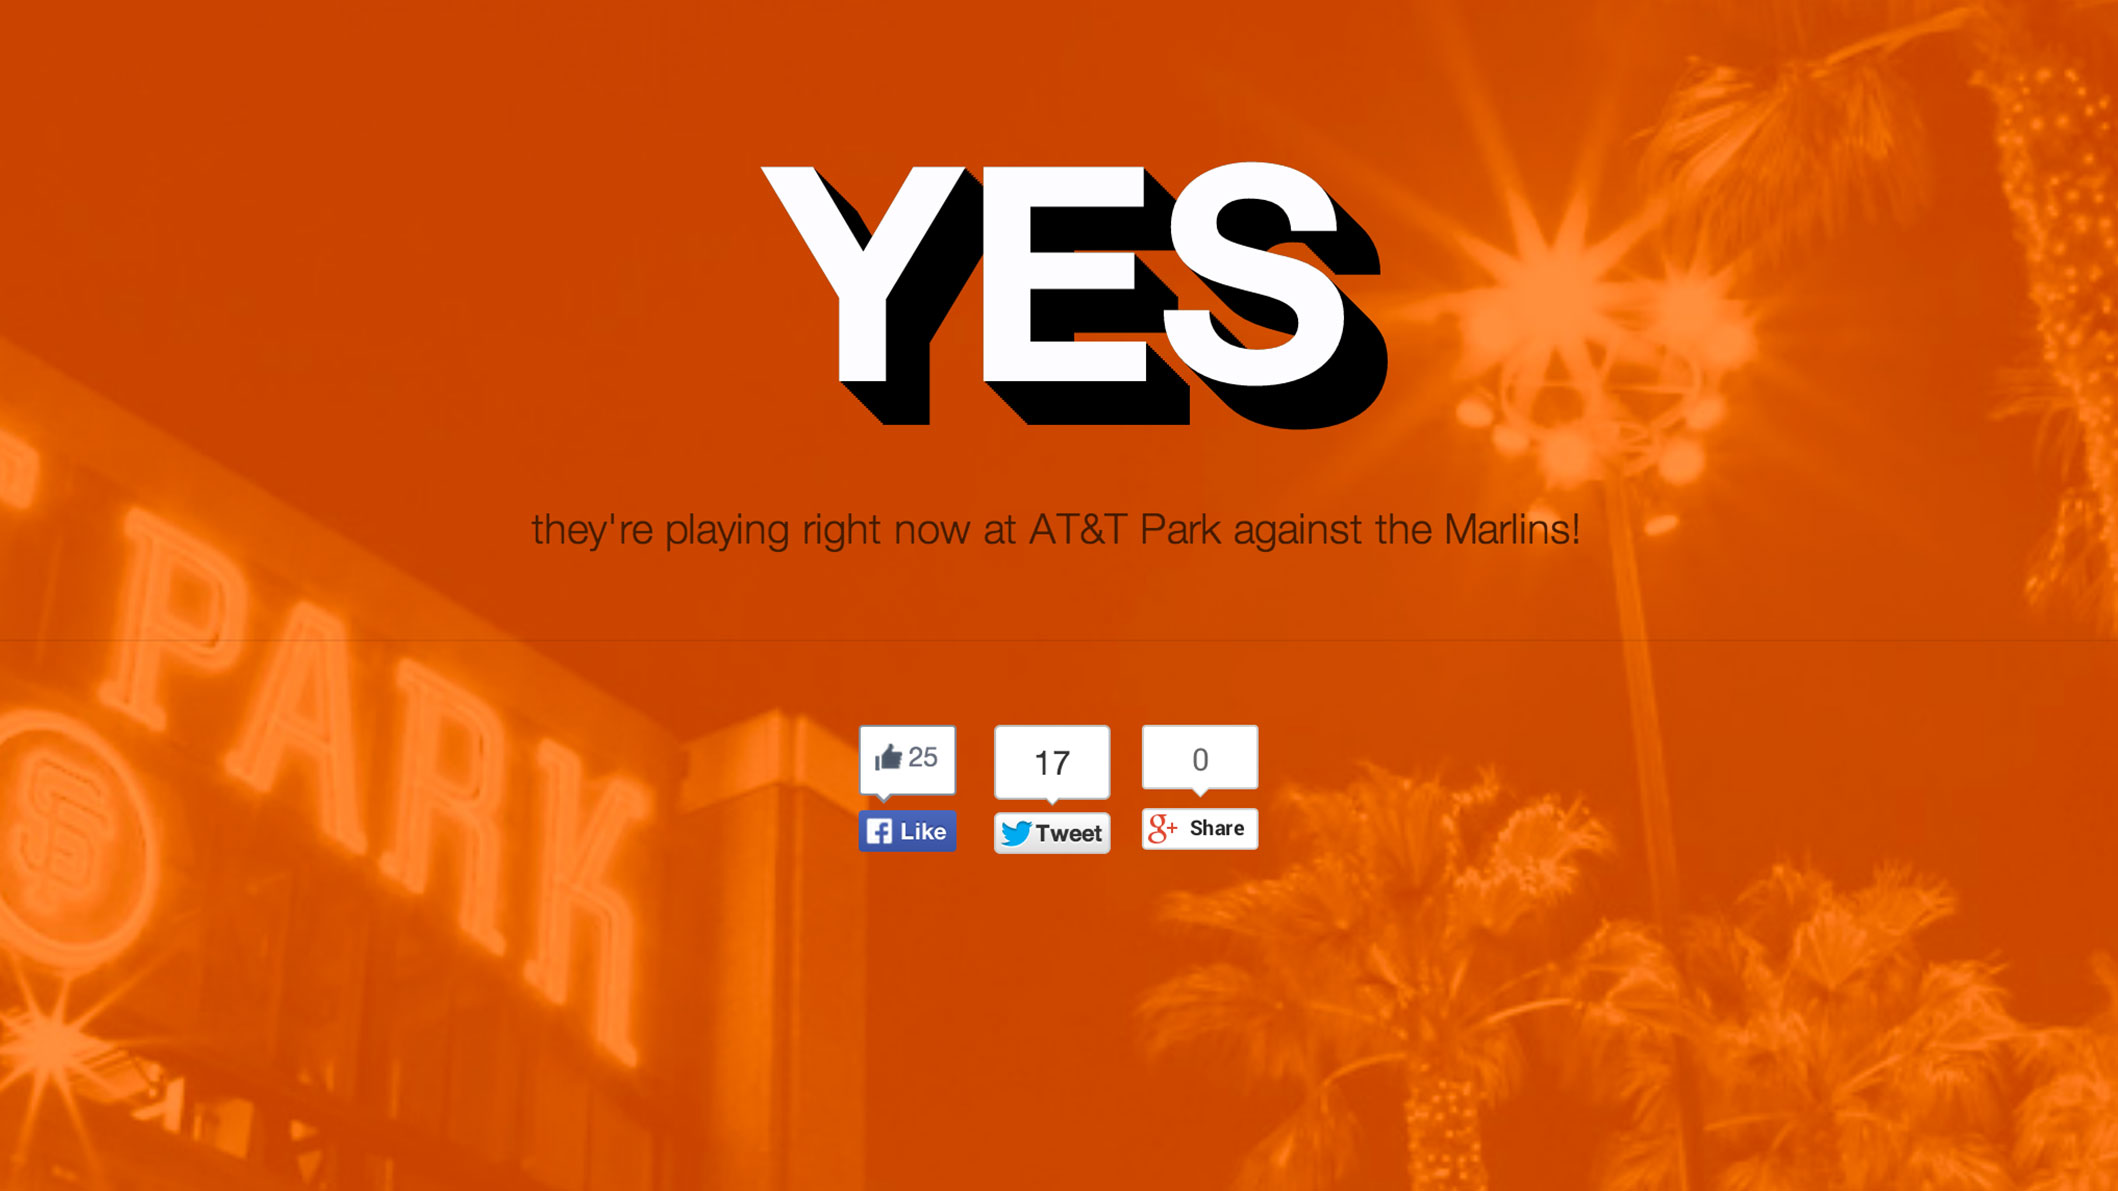 YES
they're playing right now at AT&T Park against the Marlins!
PARK
SF
25
17
0
Like
Tweet
g+ Share